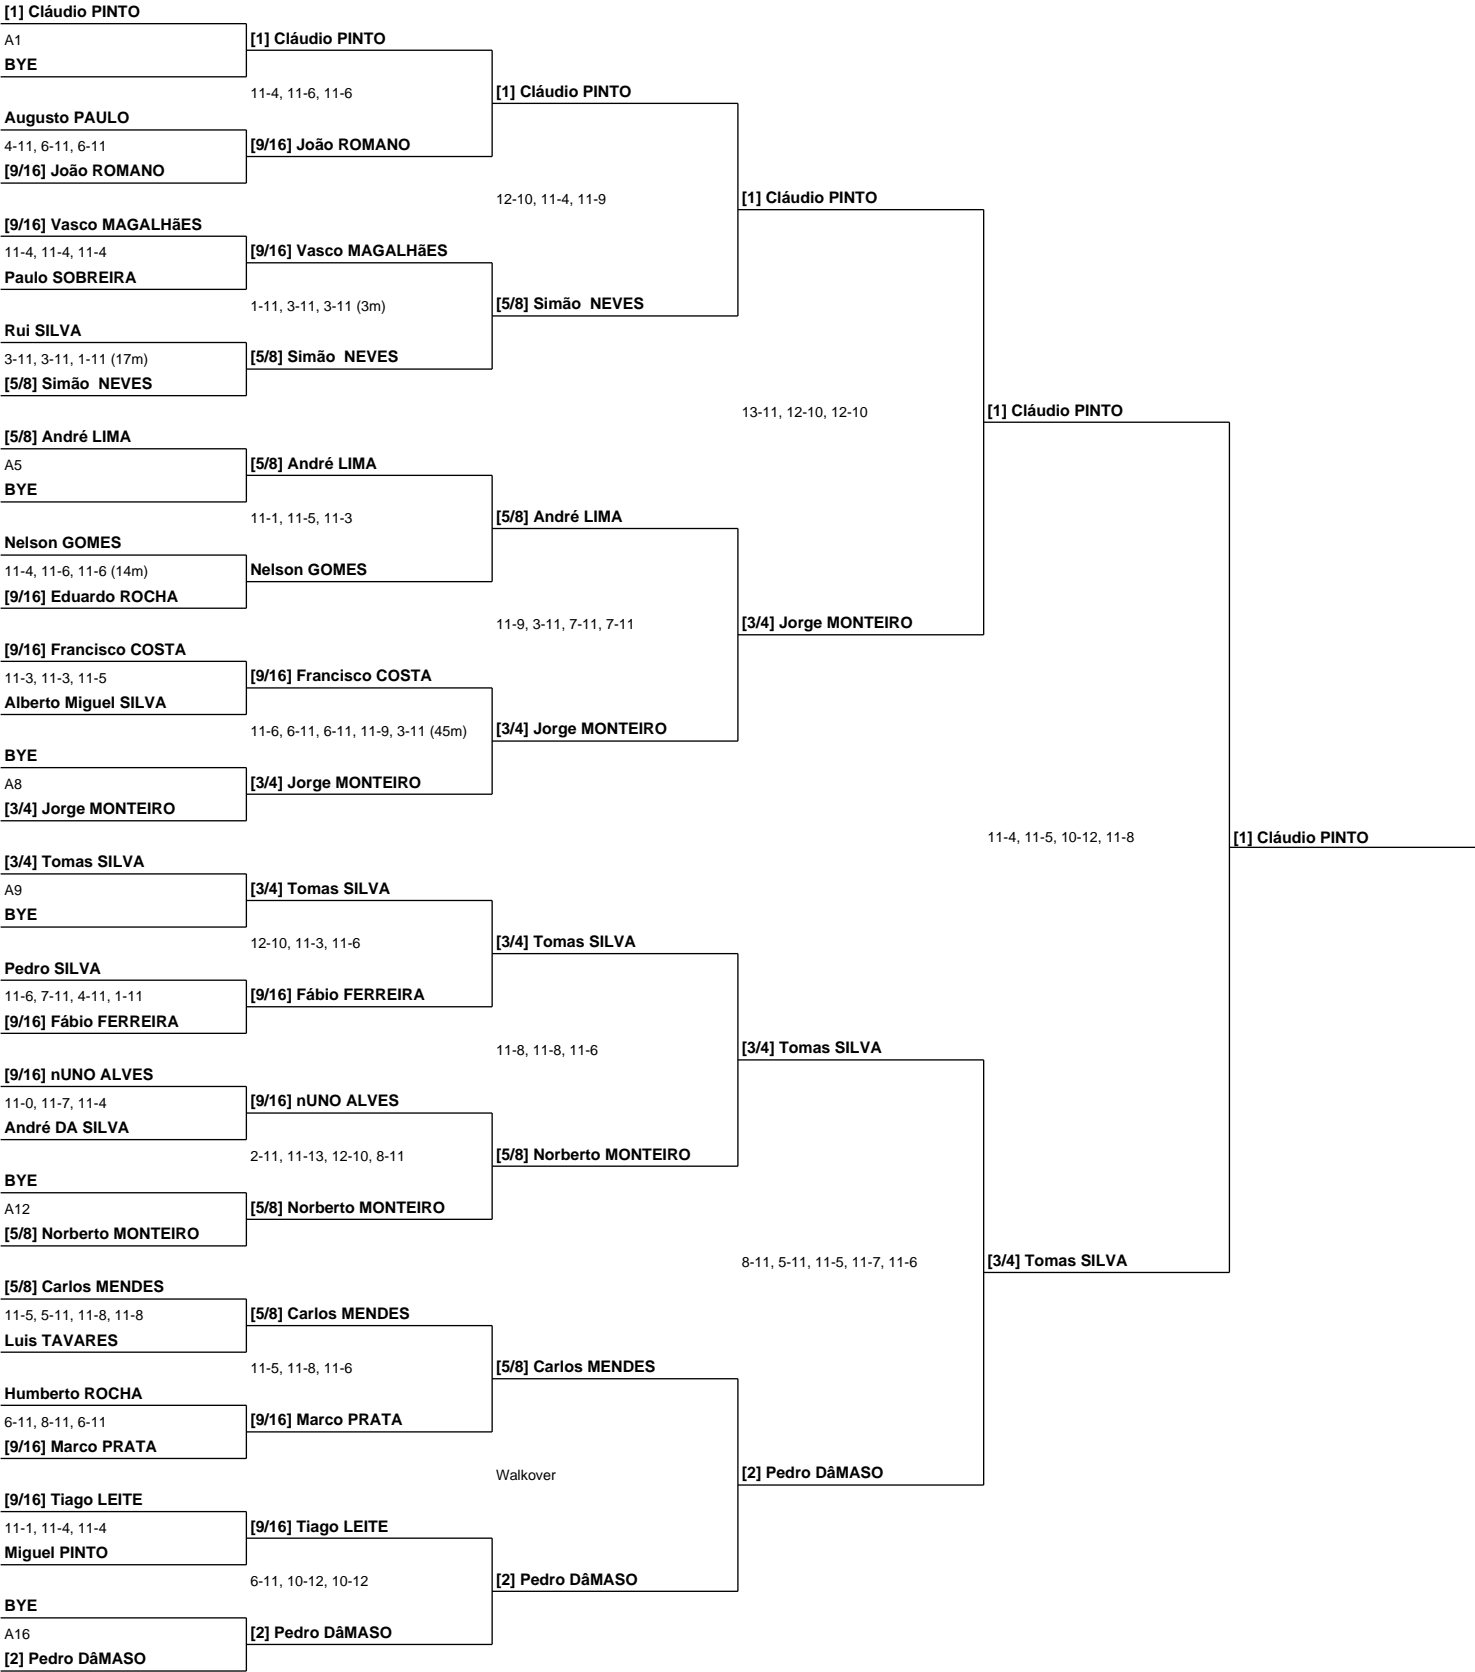 [1] Cláudio PINTO
A1
BYE
[1] Cláudio PINTO
11-4, 11-6, 11-6
[1] Cláudio PINTO
Augusto PAULO
4-11, 6-11, 6-11
[9/16] João ROMANO
[9/16] João ROMANO
12-10, 11-4, 11-9
[1] Cláudio PINTO
[9/16] Vasco MAGALHãES
11-4, 11-4, 11-4
Paulo SOBREIRA
[9/16] Vasco MAGALHãES
1-11, 3-11, 3-11 (3m)
[5/8] Simão  NEVES
Rui SILVA
3-11, 3-11, 1-11 (17m)
[5/8] Simão  NEVES
[5/8] Simão  NEVES
13-11, 12-10, 12-10
[1] Cláudio PINTO
[5/8] André LIMA
A5
BYE
[5/8] André LIMA
11-1, 11-5, 11-3
[5/8] André LIMA
Nelson GOMES
11-4, 11-6, 11-6 (14m)
[9/16] Eduardo ROCHA
Nelson GOMES
11-9, 3-11, 7-11, 7-11
[3/4] Jorge MONTEIRO
[9/16] Francisco COSTA
11-3, 11-3, 11-5
Alberto Miguel SILVA
[9/16] Francisco COSTA
11-6, 6-11, 6-11, 11-9, 3-11 (45m)
[3/4] Jorge MONTEIRO
BYE
A8
[3/4] Jorge MONTEIRO
[3/4] Jorge MONTEIRO
11-4, 11-5, 10-12, 11-8
[1] Cláudio PINTO
[3/4] Tomas SILVA
A9
BYE
[3/4] Tomas SILVA
12-10, 11-3, 11-6
[3/4] Tomas SILVA
Pedro SILVA
11-6, 7-11, 4-11, 1-11
[9/16] Fábio FERREIRA
[9/16] Fábio FERREIRA
11-8, 11-8, 11-6
[3/4] Tomas SILVA
[9/16] nUNO ALVES
11-0, 11-7, 11-4
André DA SILVA
[9/16] nUNO ALVES
2-11, 11-13, 12-10, 8-11
[5/8] Norberto MONTEIRO
BYE
A12
[5/8] Norberto MONTEIRO
[5/8] Norberto MONTEIRO
8-11, 5-11, 11-5, 11-7, 11-6
[3/4] Tomas SILVA
[5/8] Carlos MENDES
11-5, 5-11, 11-8, 11-8
Luis TAVARES
[5/8] Carlos MENDES
11-5, 11-8, 11-6
[5/8] Carlos MENDES
Humberto ROCHA
6-11, 8-11, 6-11
[9/16] Marco PRATA
[9/16] Marco PRATA
Walkover
[2] Pedro DâMASO
[9/16] Tiago LEITE
11-1, 11-4, 11-4
Miguel PINTO
[9/16] Tiago LEITE
6-11, 10-12, 10-12
[2] Pedro DâMASO
BYE
A16
[2] Pedro DâMASO
[2] Pedro DâMASO